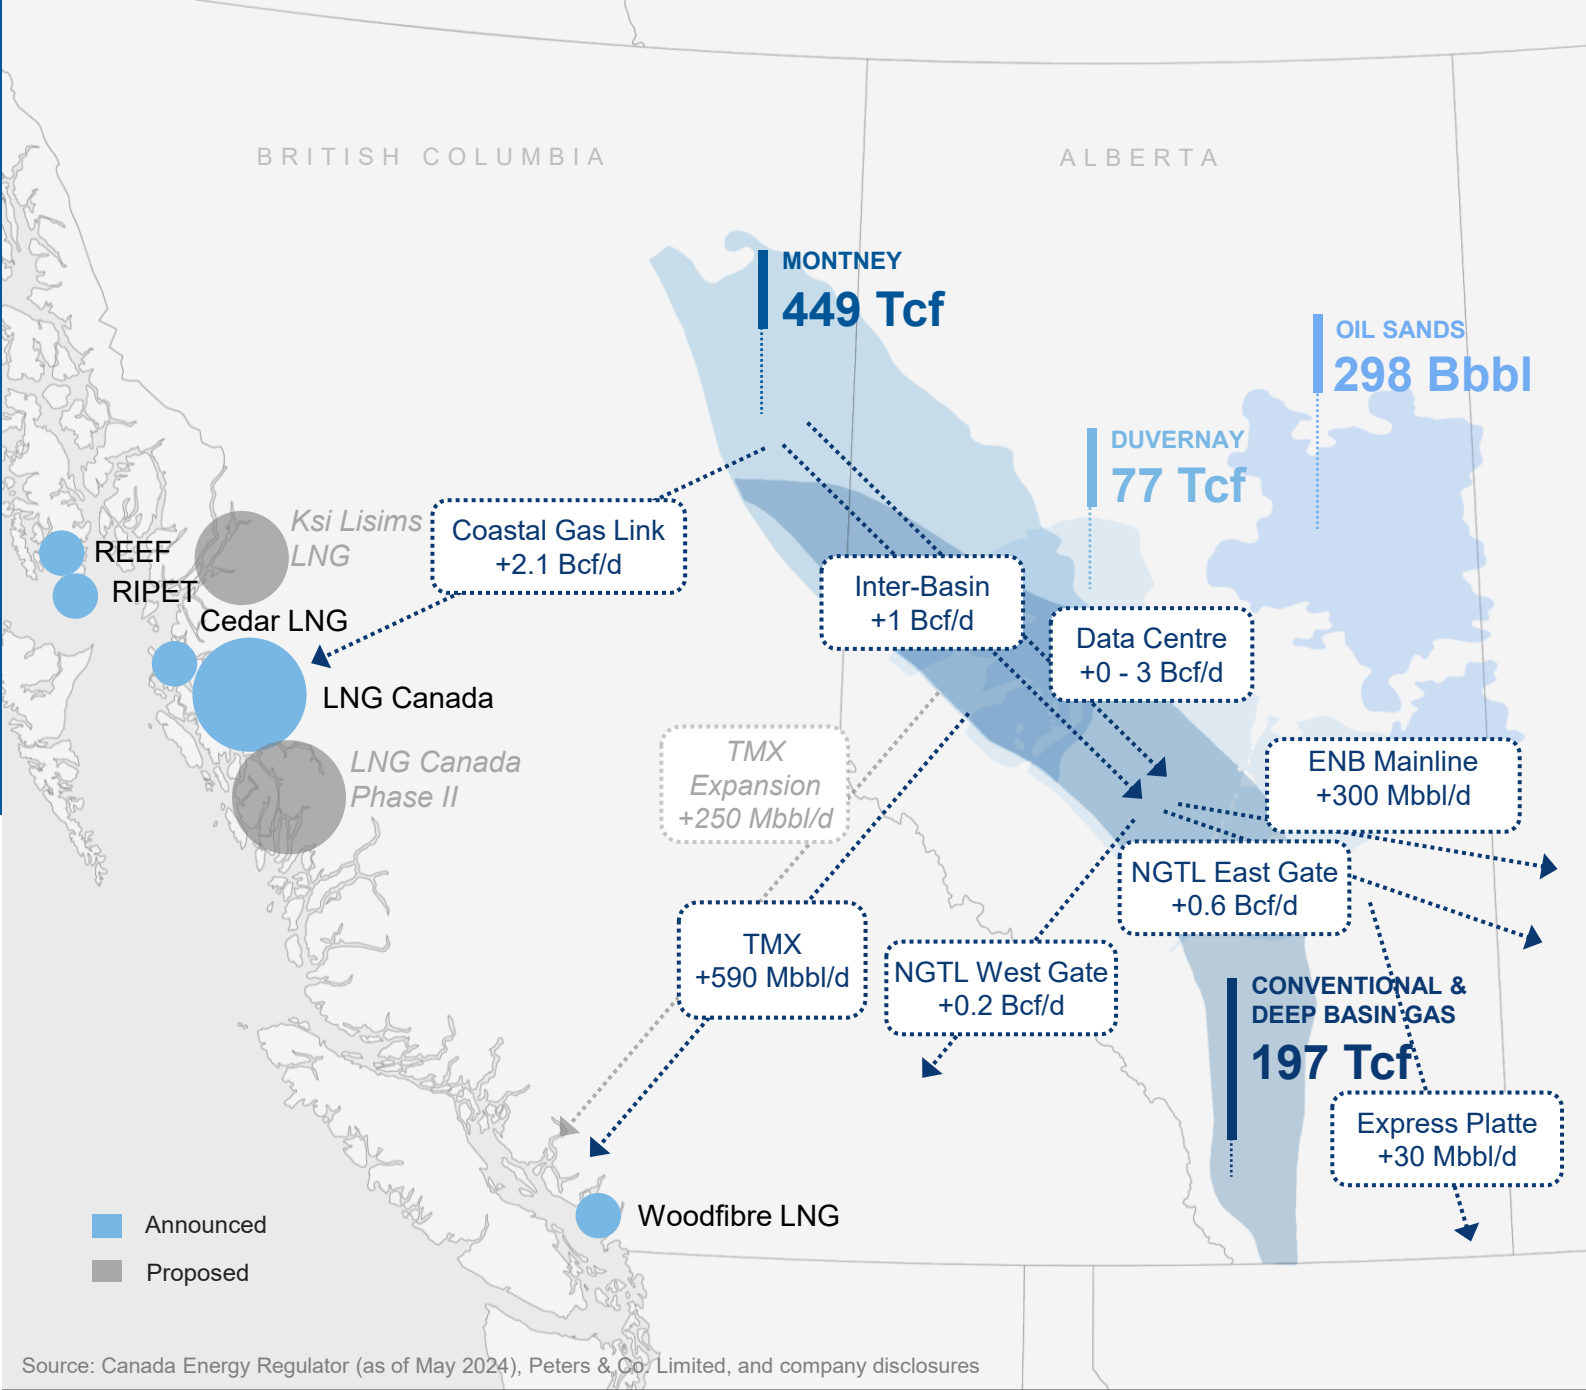 BRITISH COLUMBIA
ALBERTA
MONTNEY
449 Tcf
OIL SANDS
298 Bbbl
DUVERNAY
77 Tcf
Ksi Lisims
LNG
REEF
RIPET
Cedar LNG
LNG Canada
LNG Canada
Phase II
Coastal Gas Link
+2.1 Bcf/d
Inter-Basin
+1 Bcf/d
Data Centre
+0 - 3 Bcf/d
TMX
Expansion
+250 Mbbl/d
ENB Mainline
+300 Mbbl/d
NGTL East Gate
+0.6 Bcf/d
TMX
+590 Mbbl/d
NGTL West Gate
+0.2 Bcf/d
CONVENTIONAL &
DEEP BASIN GAS
197 Tcf
Express Platte
+30 Mbbl/d
Woodfibre LNG
Announced
Proposed
Source: Canada Energy Regulator (as of May 2024), Peters & Co. Limited, and company disclosures